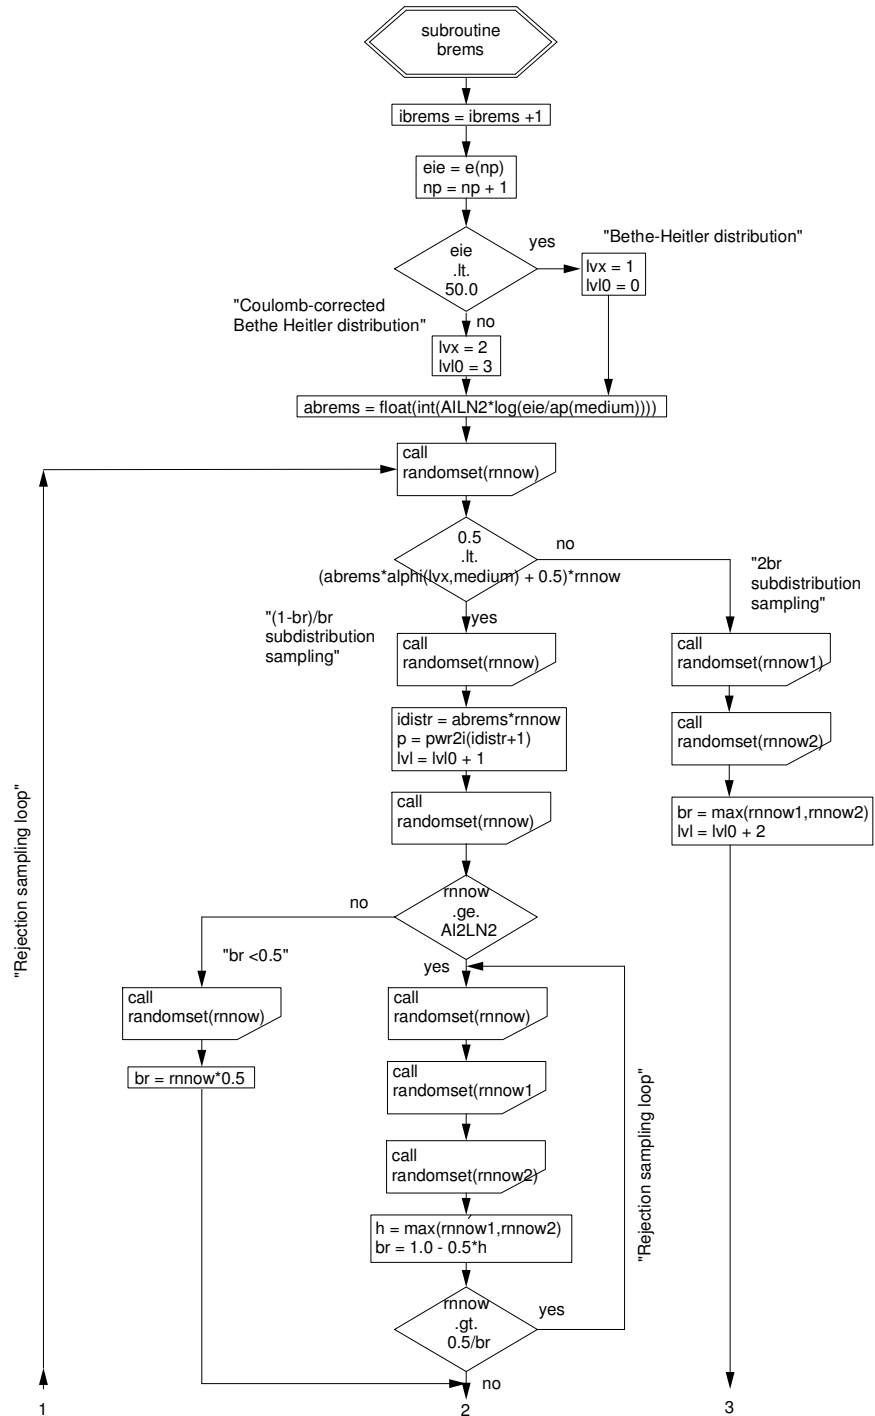 subroutine
brems
ibrems = ibrems +1
eie = e(np)
np = np + 1
eie
.lt.
50.0
yes
"Bethe-Heitler distribution"
lvx = 1
lvl0 = 0
"Coulomb-corrected
Bethe Heitler distribution"
no
lvx = 2
lvl0 = 3
abrems = float(int(AILN2*log(eie/ap(medium))))
call
randomset(rnnow)
0.5
.lt.
(abrems*alphi(lvx,medium) + 0.5)*rnnow
no
"2br
subdistribution
sampling"
yes
"(1-br)/br
subdistribution
sampling"
call
randomset(rnnow)
call
randomset(rnnow1)
idistr = abrems*rnnow
p = pwr2i(idistr+1)
lvl = lvl0 + 1
call
randomset(rnnow2)
call
randomset(rnnow)
br = max(rnnow1,rnnow2)
lvl = lvl0 + 2
"Rejection sampling loop"
rnnow
.ge.
AI2LN2
no
yes
"br <0.5"
call
randomset(rnnow)
br = rnnow*0.5
call
randomset(rnnow)
call
randomset(rnnow1
call
randomset(rnnow2)
h = max(rnnow1,rnnow2)
br = 1.0 - 0.5*h
"Rejection sampling loop"
rnnow
.gt.
0.5/br
yes
no
1
2
3